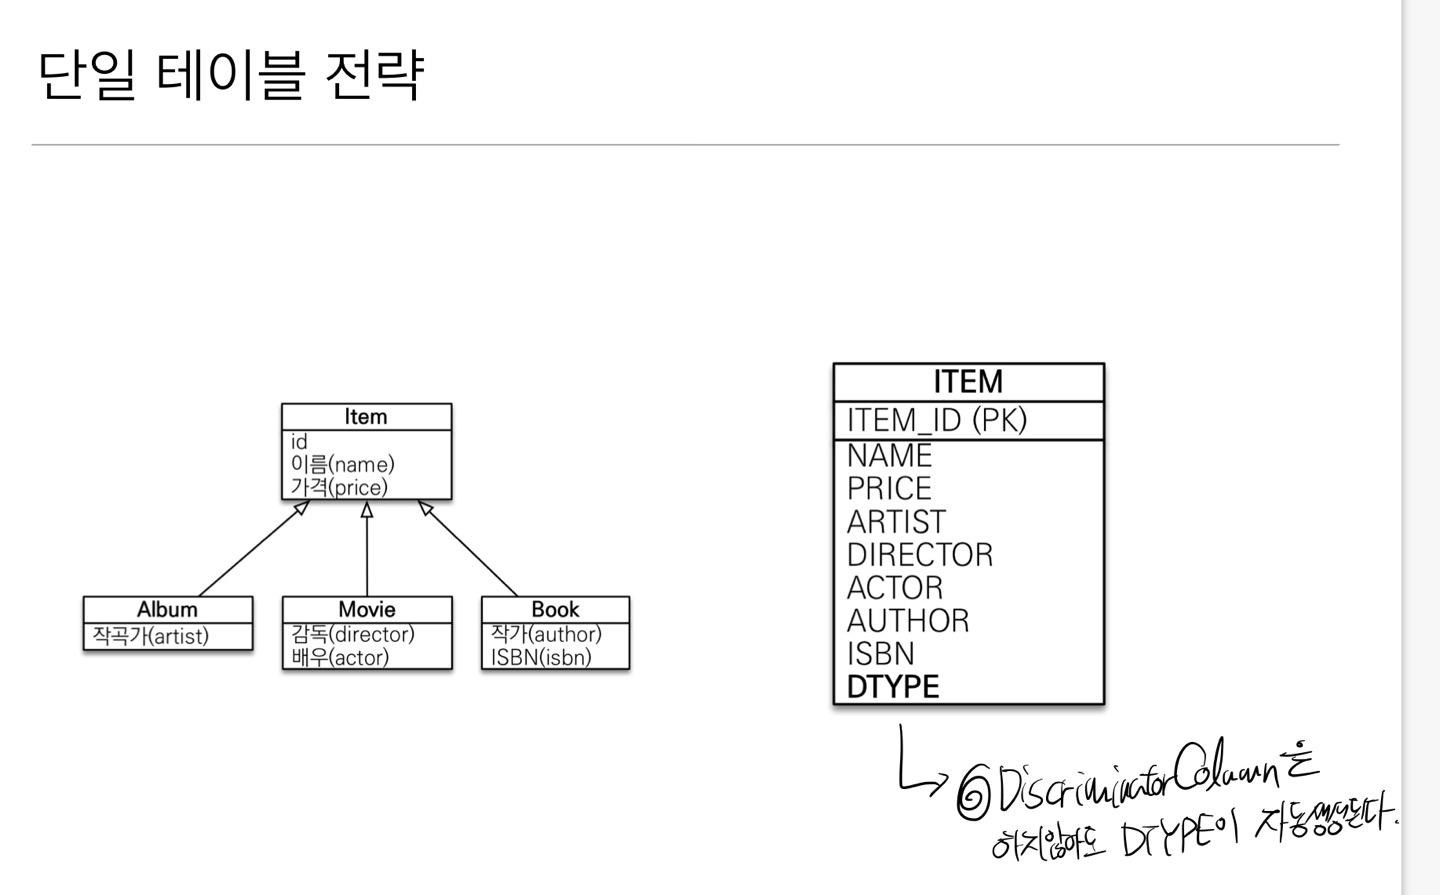 단일 테이블 전략
Item
id
이름(name)
가격(price)
Album
작곡가(artist)
Movie
감독(director)
배우(actor)
Book
작가(author)
ISBN(isbn)
ITEM
ITEM_ID (PK)
NAME
PRICE
ARTIST
DIRECTOR
ACTOR
AUTHOR
ISBN
DTYPE
@DiscriminatorColumn을
하지않아도 DTYPE이 자동생성된다.